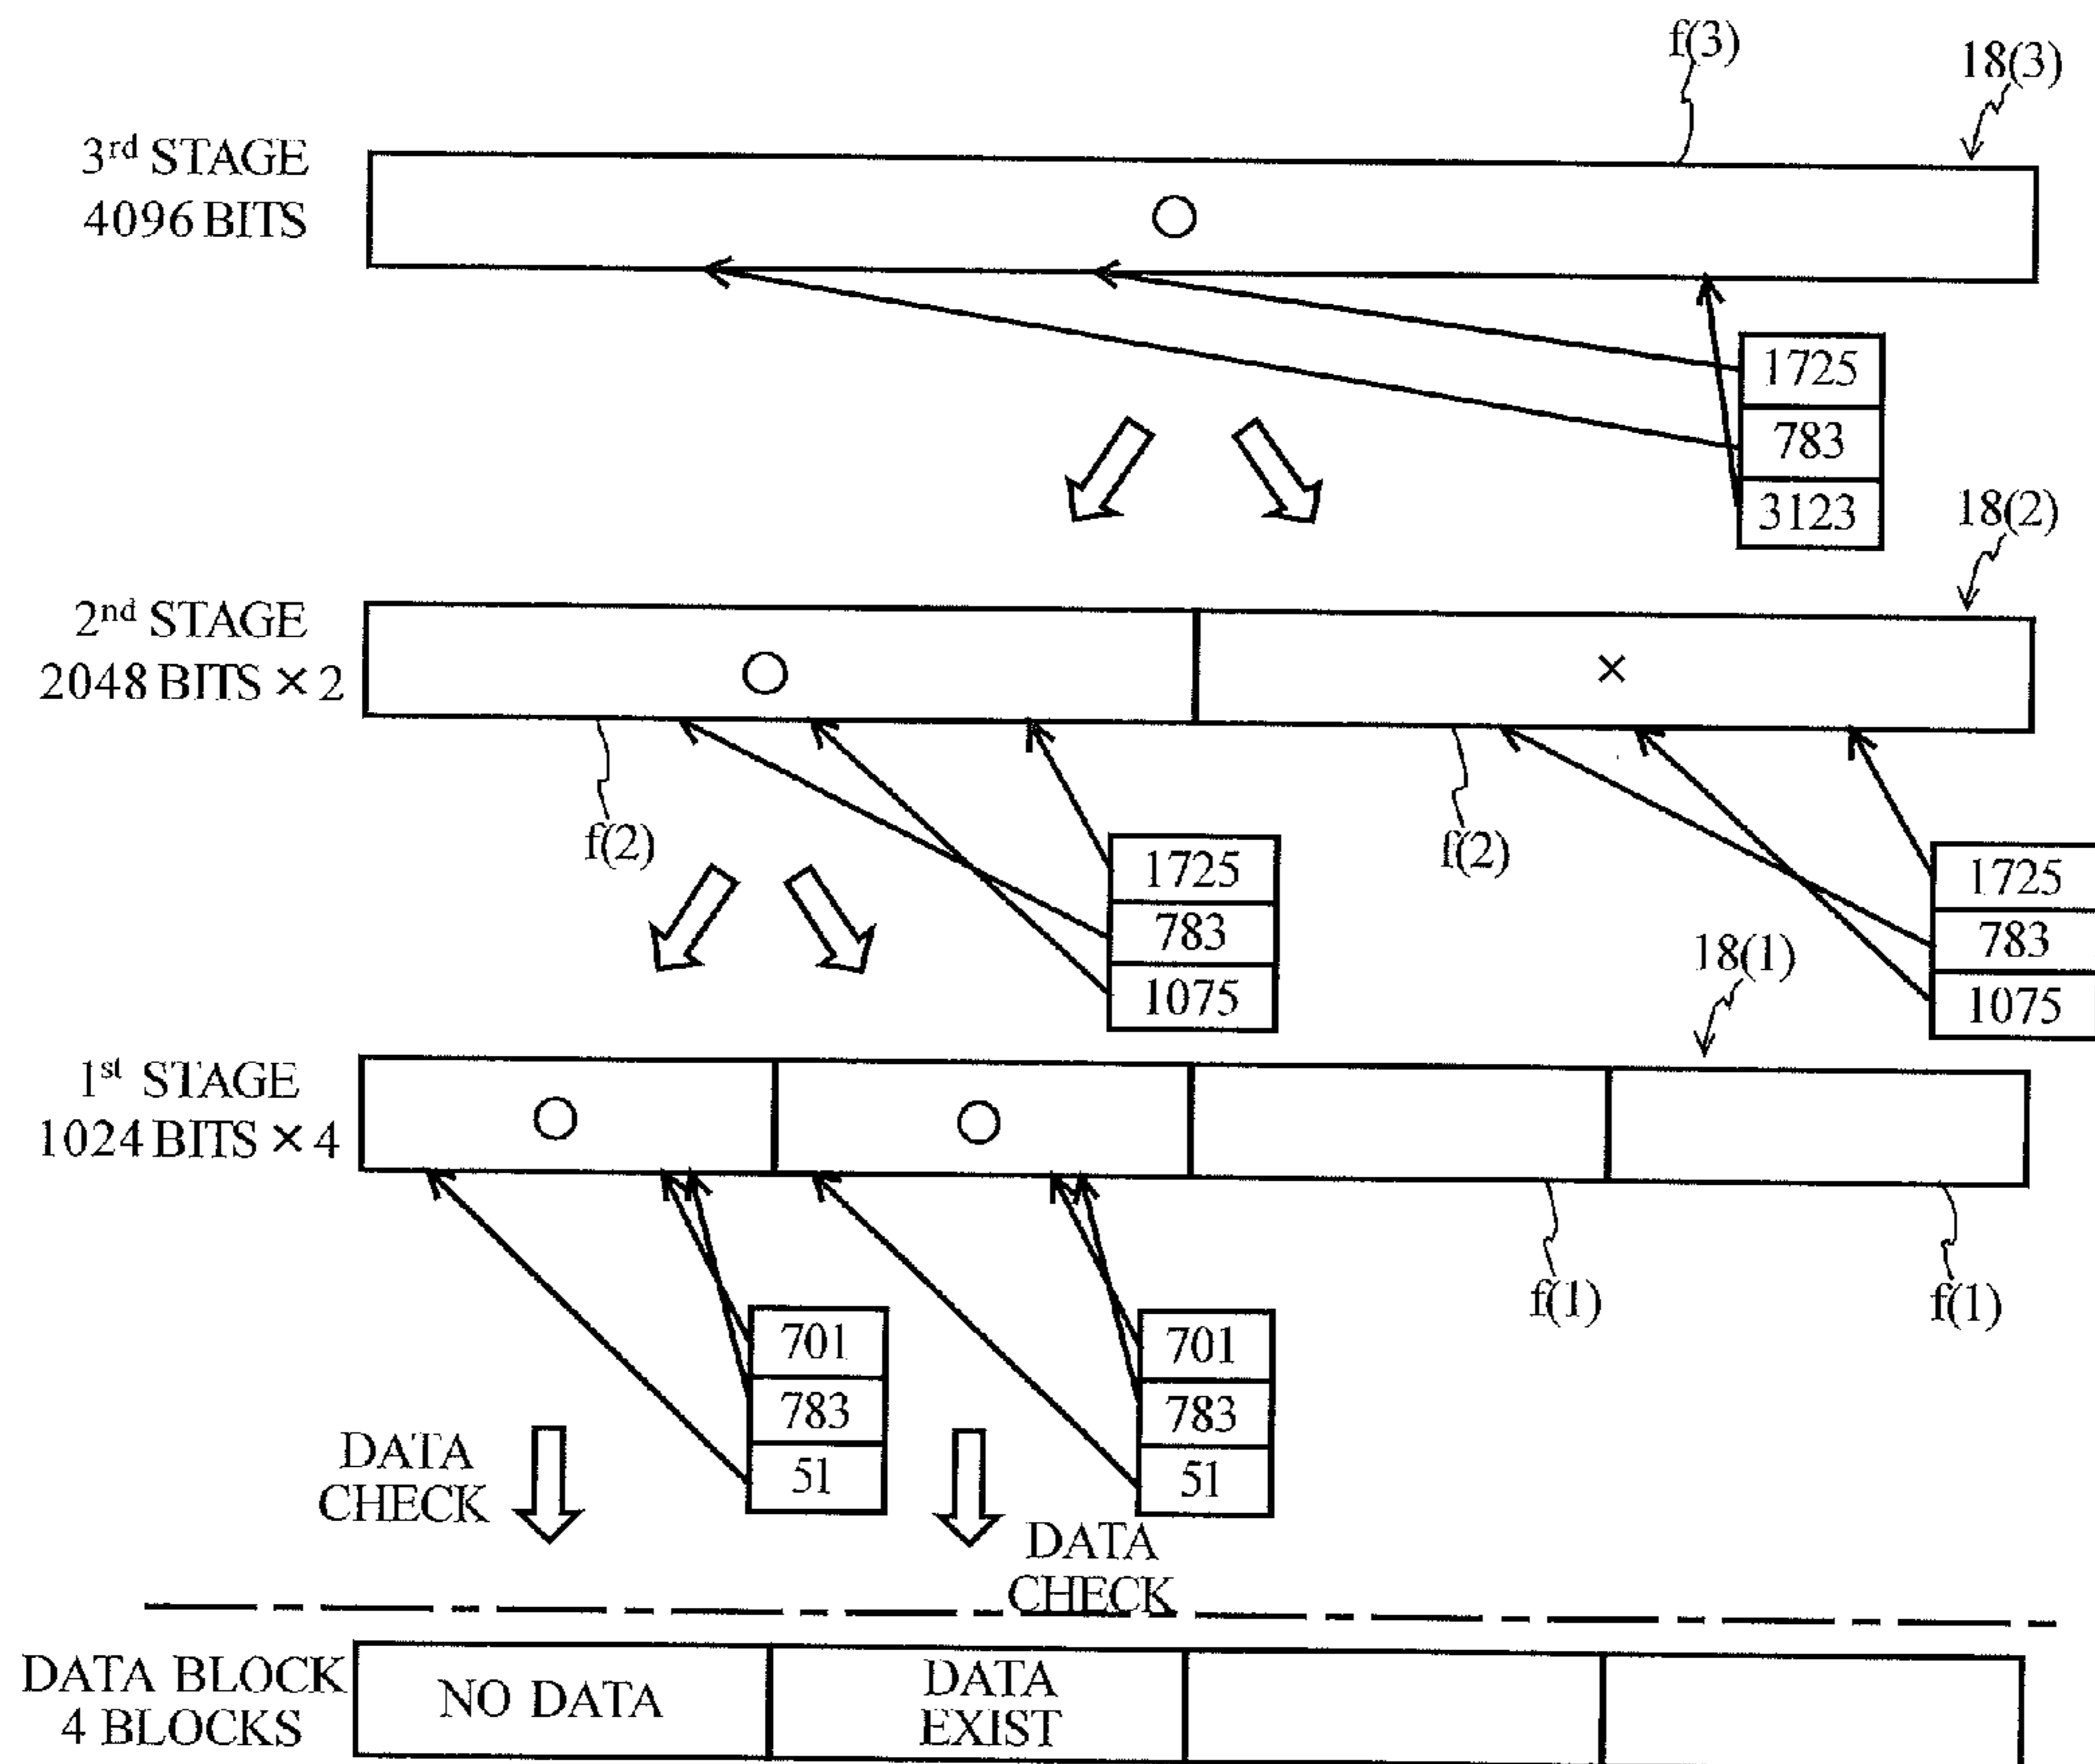 f(3)
18(3)
3rd STAGE
4096 BITS
○
1725
783
3123
18(2)
2nd STAGE
2048 BITS × 2
○
×
f(2)
f(2)
1725
783
1075
1725
783
1075
18(1)
1st STAGE
1024 BITS × 4
○
○
f(1)
f(1)
701
783
51
701
783
51
DATA
CHECK
DATA
CHECK
DATA BLOCK
4 BLOCKS
NO DATA
DATA
EXIST